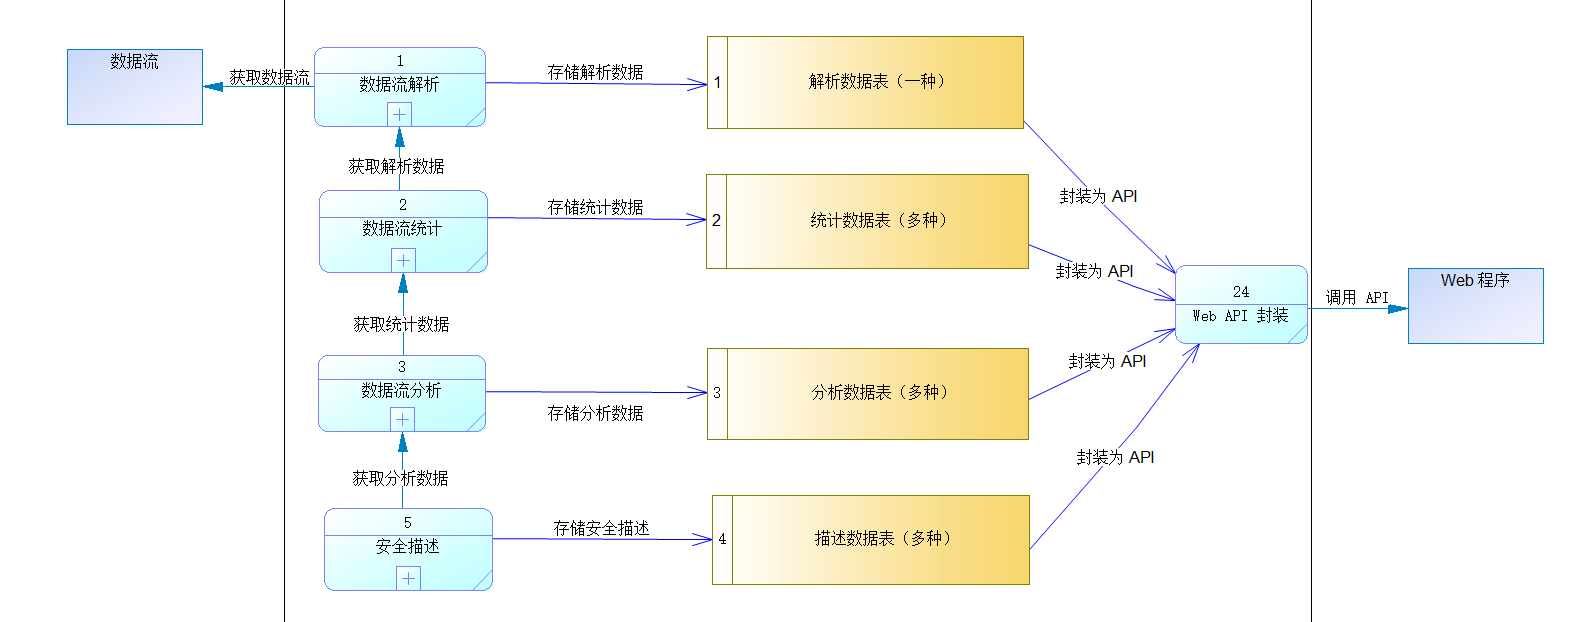 数据流
获取数据流
1
数据流解析
存储解析数据
1
解析数据表（一种）
获取解析数据
封装为 API
2
数据流统计
存储统计数据
2
统计数据表（多种）
封装为 API
24
Web API 封装
调用 API
Web 程序
获取统计数据
3
数据流分析
存储分析数据
3
分析数据表（多种）
封装为 API
获取分析数据
封装为 API
5
安全描述
存储安全描述
4
描述数据表（多种）